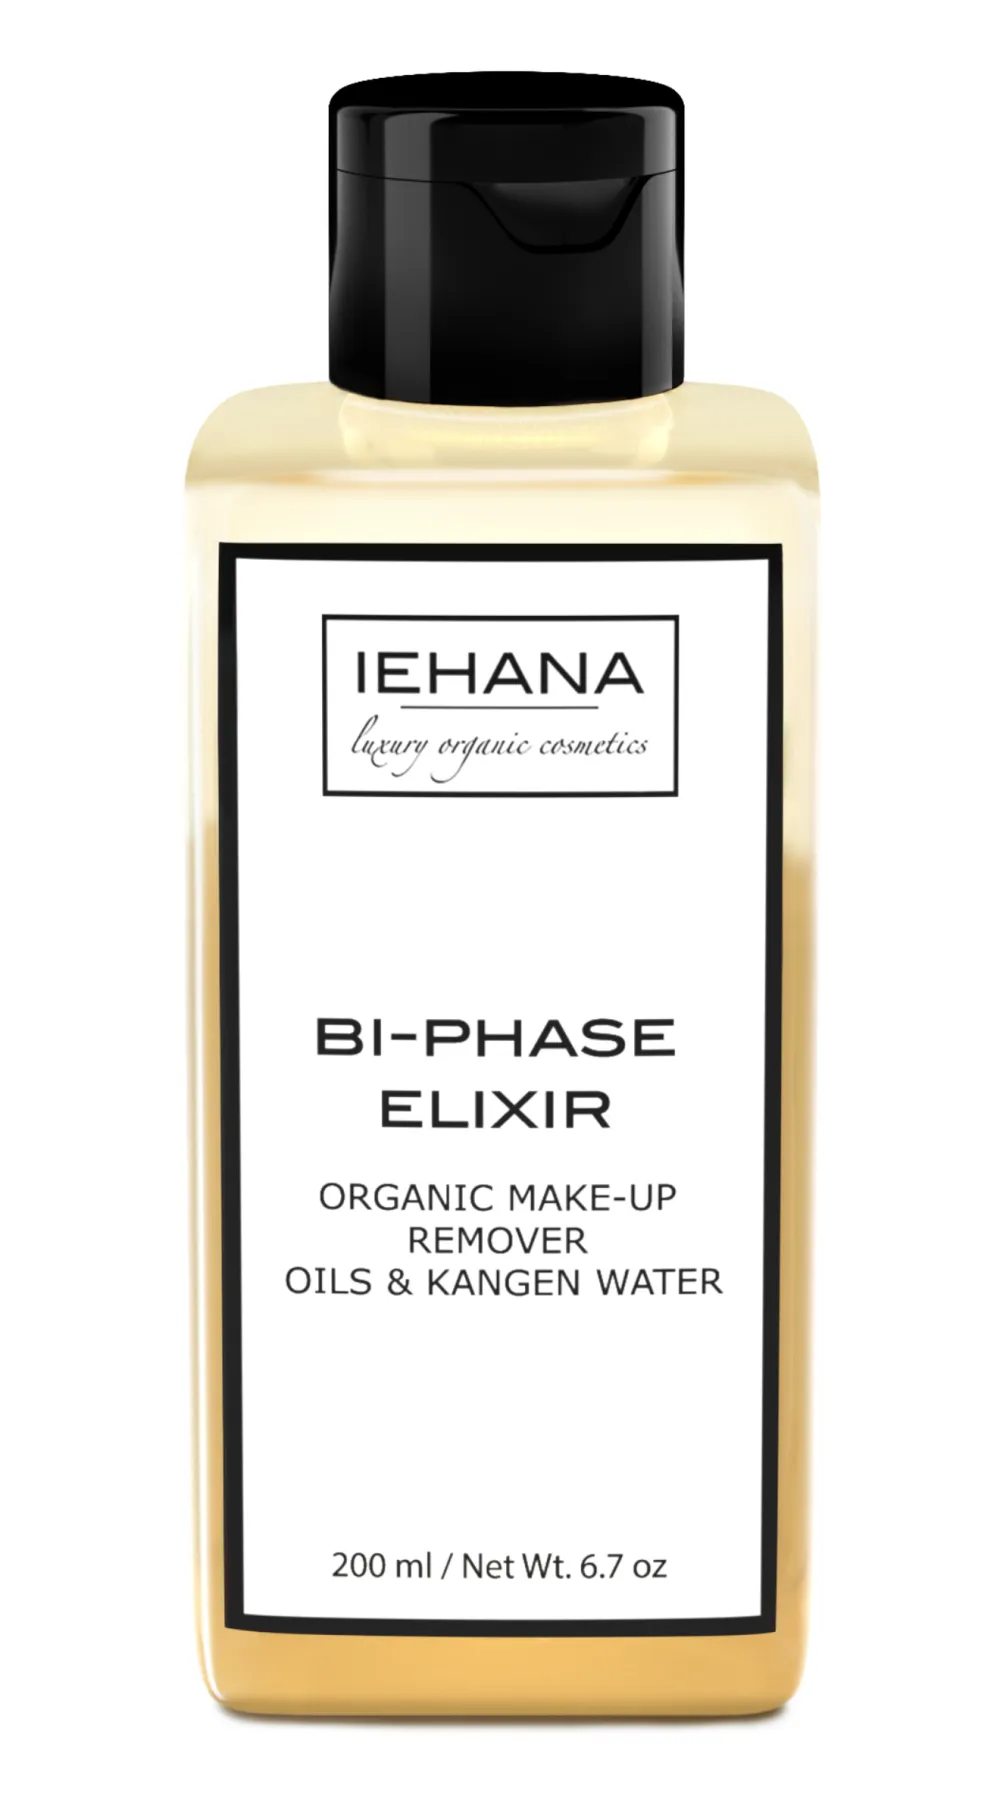 IEHANA
luxury organic cosmetics
BI-PHASE
ELIXIR
ORGANIC MAKE-UP
REMOVER
OILS & KANGEN WATER
200 ml / Net Wt. 6.7 oz